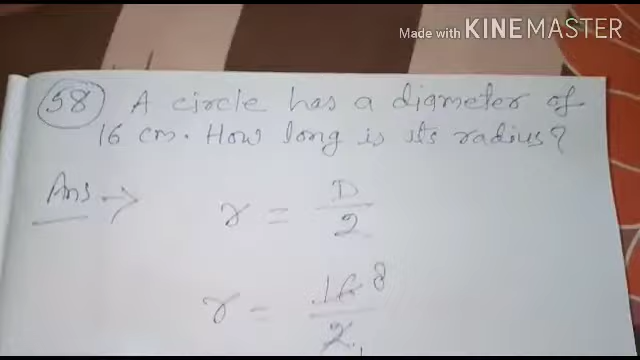 Made with KINEMASTER
58 A circle has a diameter of
16 cm. How long is its radius?
Ans → r = D/2
r = 16 8/2 1